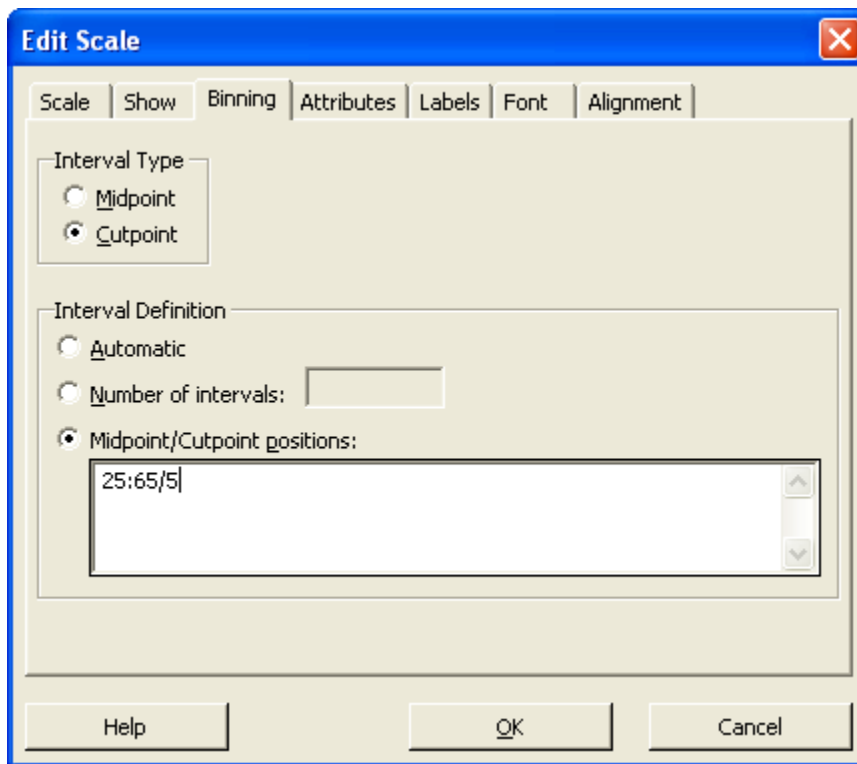 Edit Scale
Scale Show Binning Attributes Labels Font Alignment
Interval Type
Midpoint
Cutpoint
Interval Definition
Automatic
Number of intervals:
Midpoint/Cutpoint positions:
25:65/5
Help OK Cancel